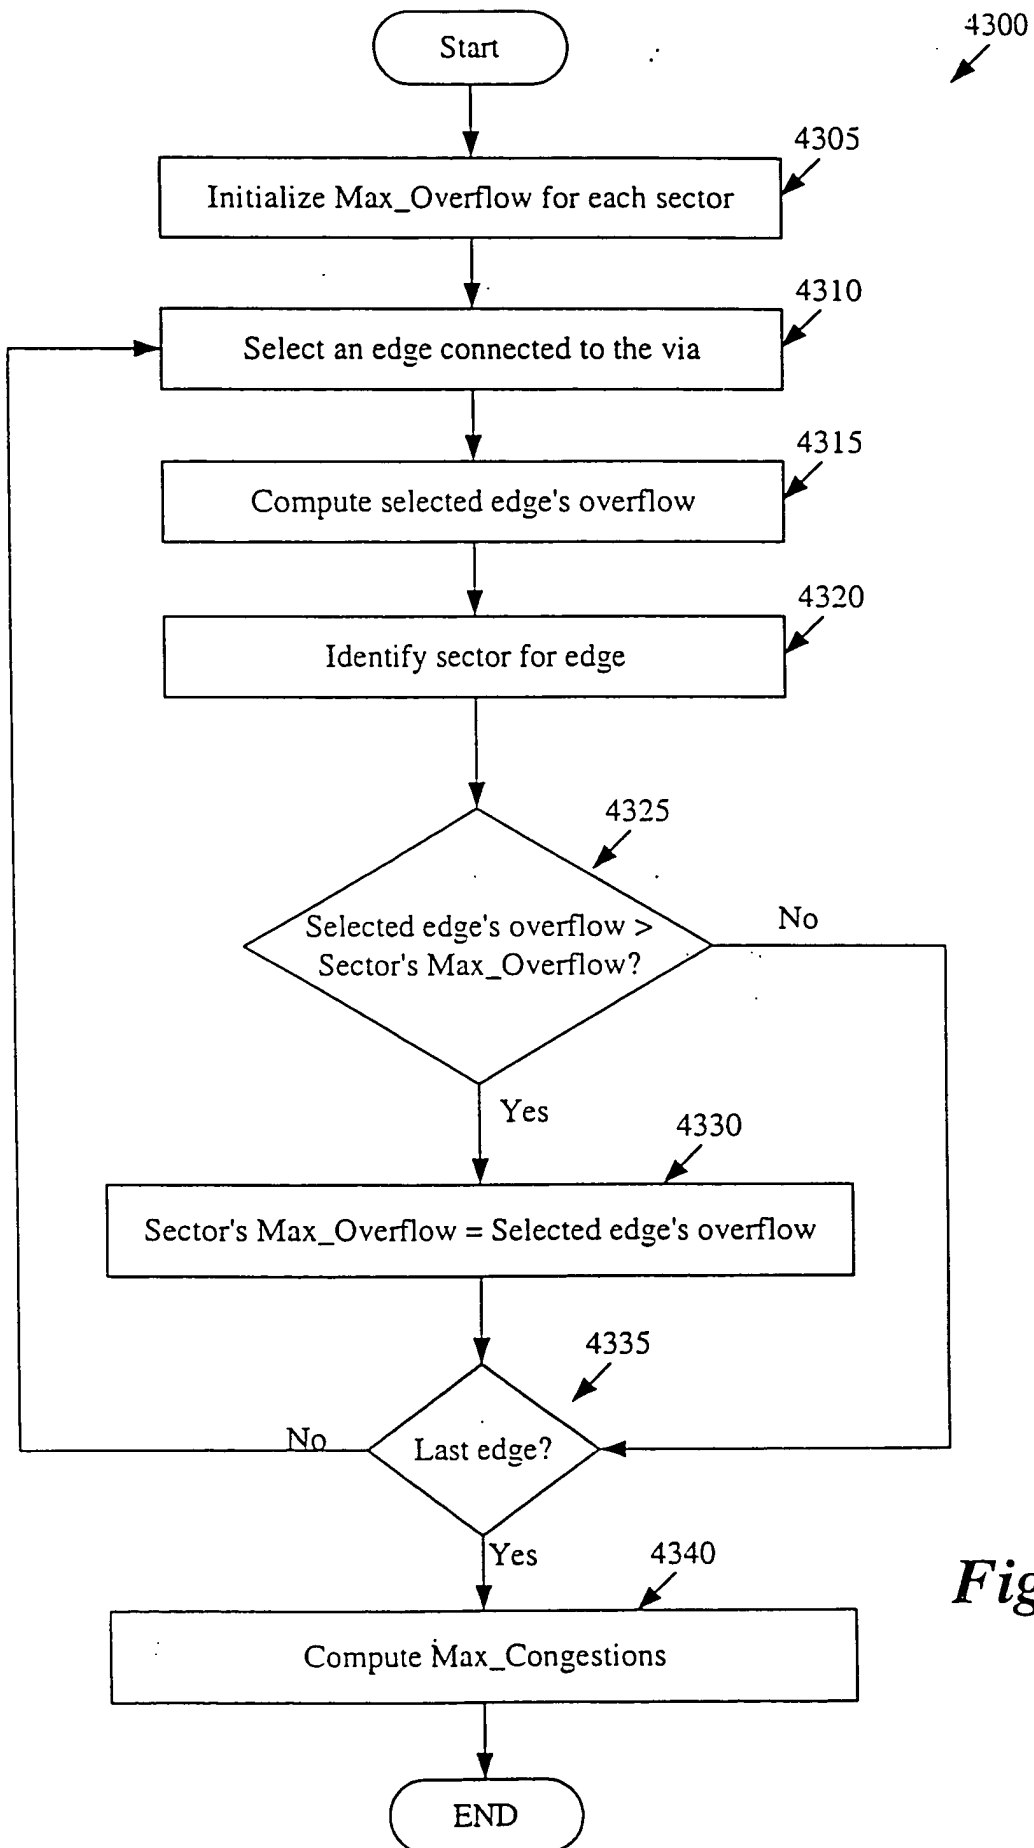 Start
4300
4305
Initialize Max_Overflow for each sector
4310
Select an edge connected to the via
4315
Compute selected edge's overflow
4320
Identify sector for edge
4325
Selected edge's overflow >
Sector's Max_Overflow?
No
Yes
4330
Sector's Max_Overflow = Selected edge's overflow
4335
Last edge?
No
Yes
4340
Compute Max_Congestions
Fig
END